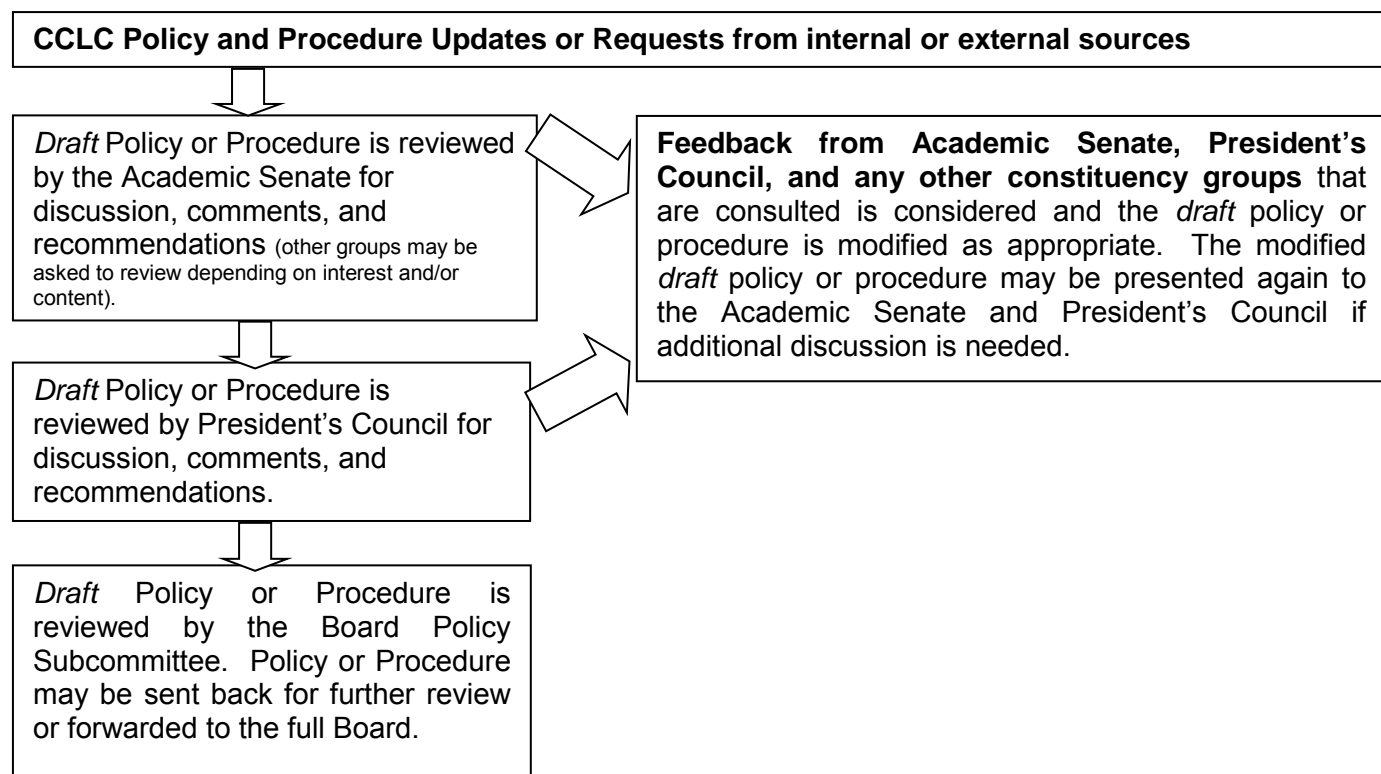 CCLC Policy and Procedure Updates or Requests from internal or external sources
Draft Policy or Procedure is reviewed
by the Academic Senate for
discussion, comments, and
recommendations (other groups may be
asked to review depending on interest and/or
content).
Feedback from Academic Senate, President’s
Council, and any other constituency groups that
are consulted is considered and the draft policy or
procedure is modified as appropriate. The modified
draft policy or procedure may be presented again to
the Academic Senate and President’s Council if
additional discussion is needed.
Draft Policy or Procedure is
reviewed by President’s Council for
discussion, comments, and
recommendations.
Draft Policy or Procedure is
reviewed by the Board Policy
Subcommittee. Policy or Procedure
may be sent back for further review
or forwarded to the full Board.